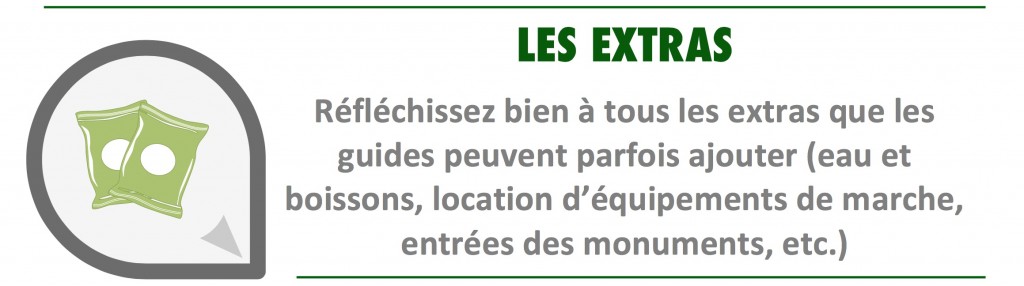 LES EXTRAS
Réfléchissez bien à tous les extras que les
guides peuvent parfois ajouter (eau et
boissons, location d’équipements de marche,
entrées des monuments, etc.)